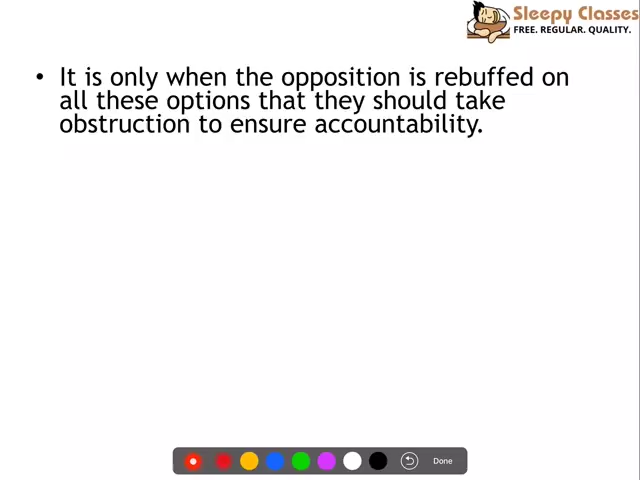 Sleepy Classes
FREE. REGULAR. QUALITY.
• It is only when the opposition is rebuffed on
all these options that they should take
obstruction to ensure accountability.
Done